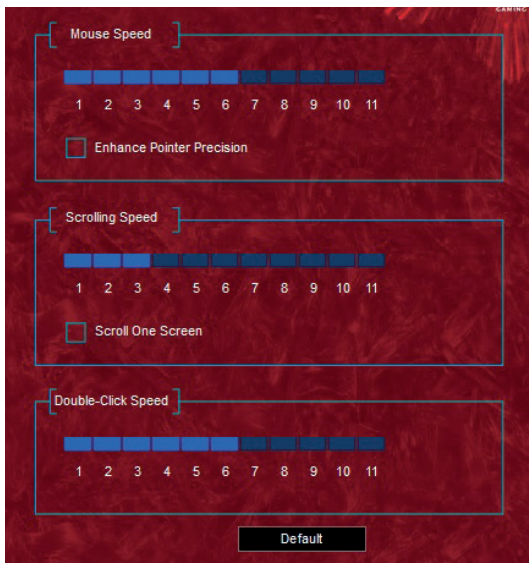 GAMING
Mouse Speed
1 2 3 4 5 6 7 8 9 10 11
Enhance Pointer Precision
Scrolling Speed
1 2 3 4 5 6 7 8 9 10 11
Scroll One Screen
Double-Click Speed
1 2 3 4 5 6 7 8 9 10 11
Default